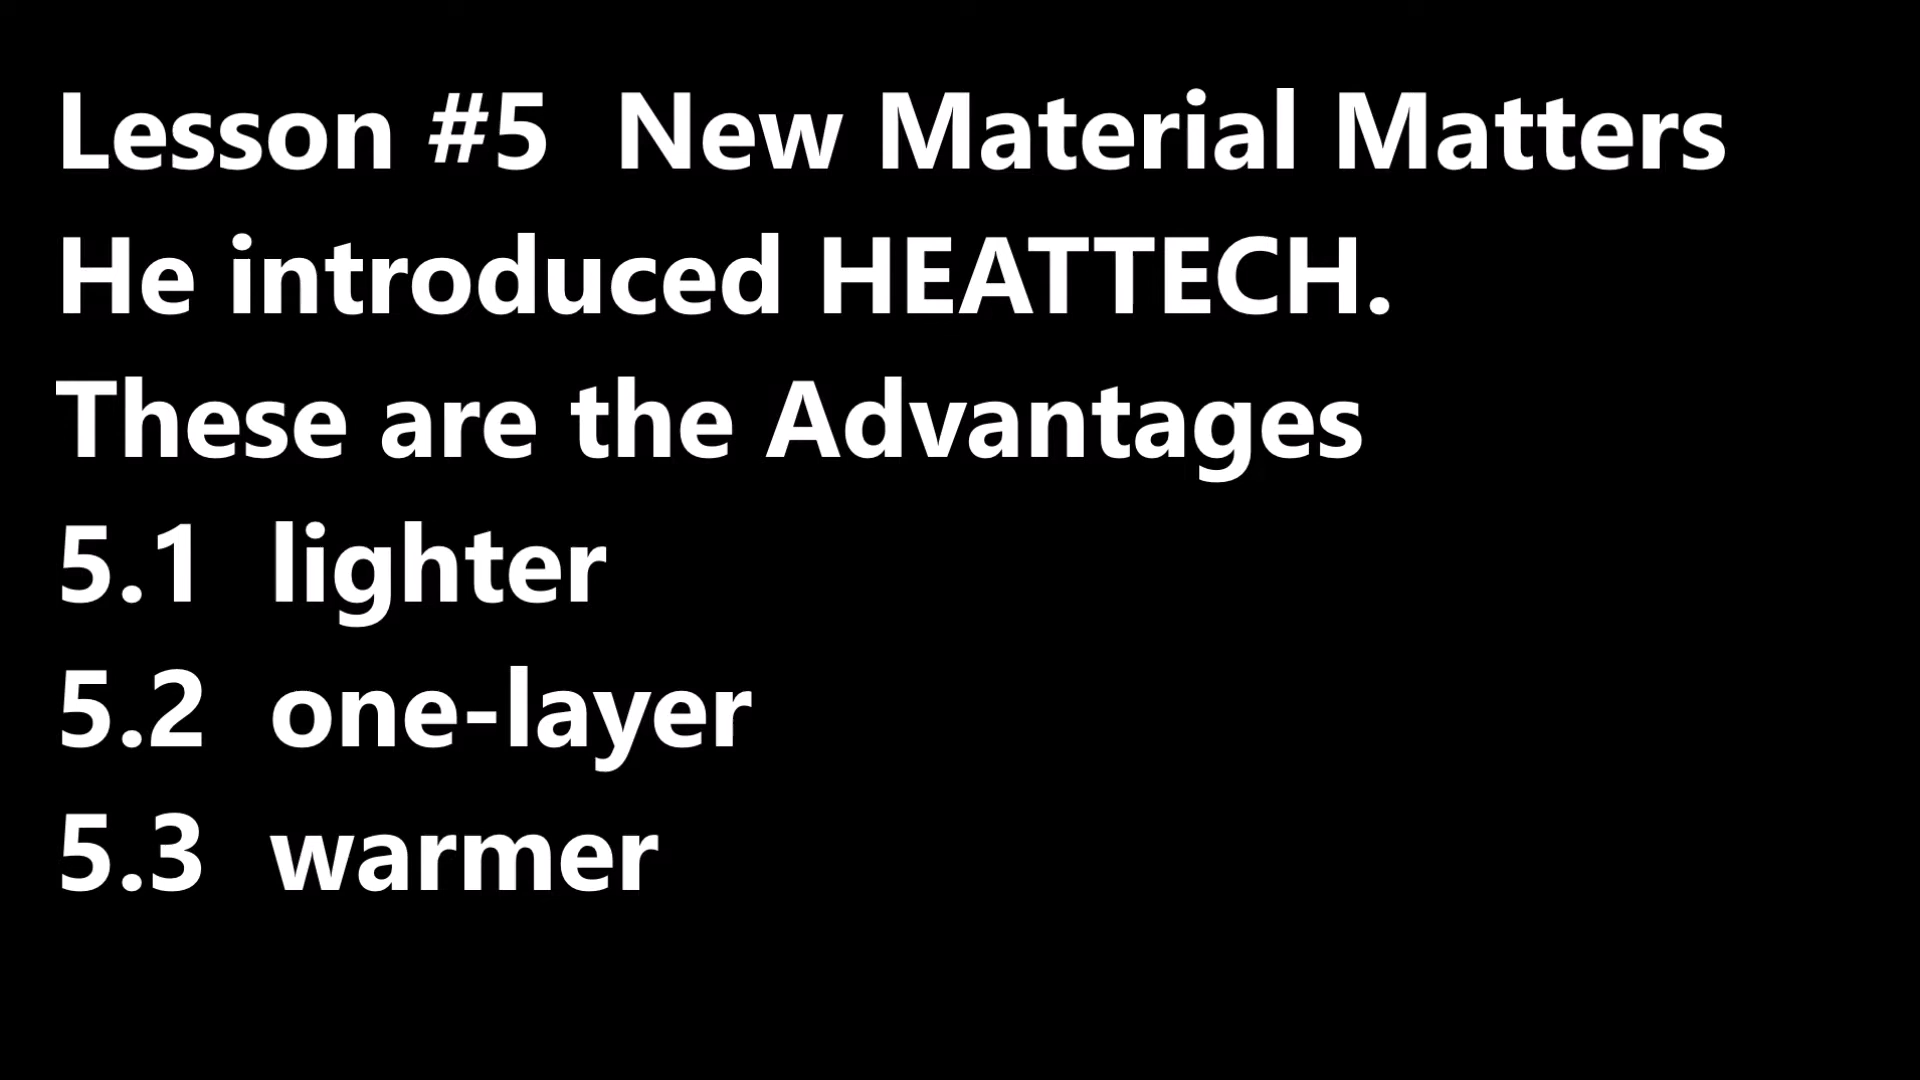 Lesson #5  New Material Matters
He introduced HEATTECH.
These are the Advantages
5.1  lighter
5.2  one-layer
5.3  warmer